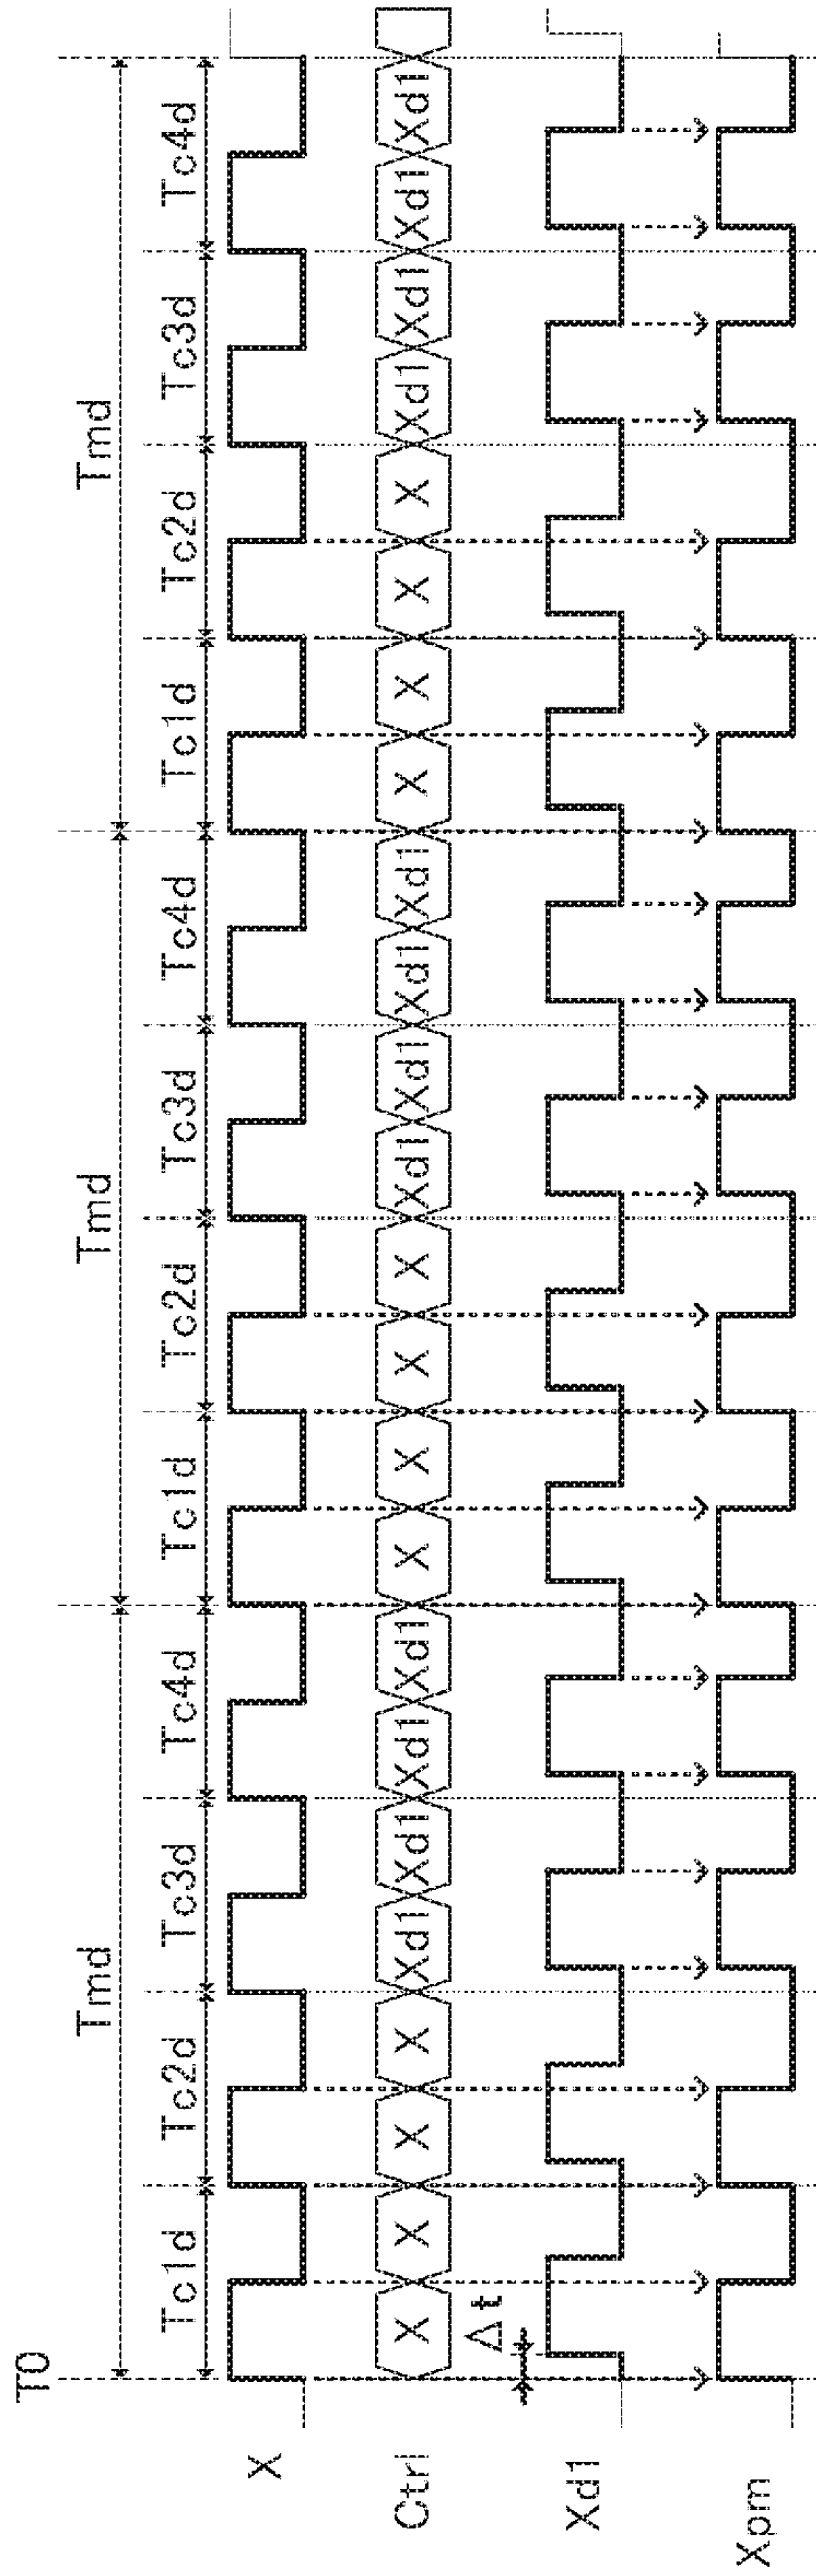 T0
Tmd Tmd Tmd
Tc1d Tc2d Tc3d Tc4d Tc1d Tc2d Tc3d Tc4d Tc1d Tc2d Tc3d Tc4d
X
Ctrl X X X X Xd1 Xd1 Xd1 Xd1 X X X X Xd1 Xd1 Xd1 Xd1 X X X X Xd1 Xd1 Xd1 Xd1
Δt
Xd1
Xpm